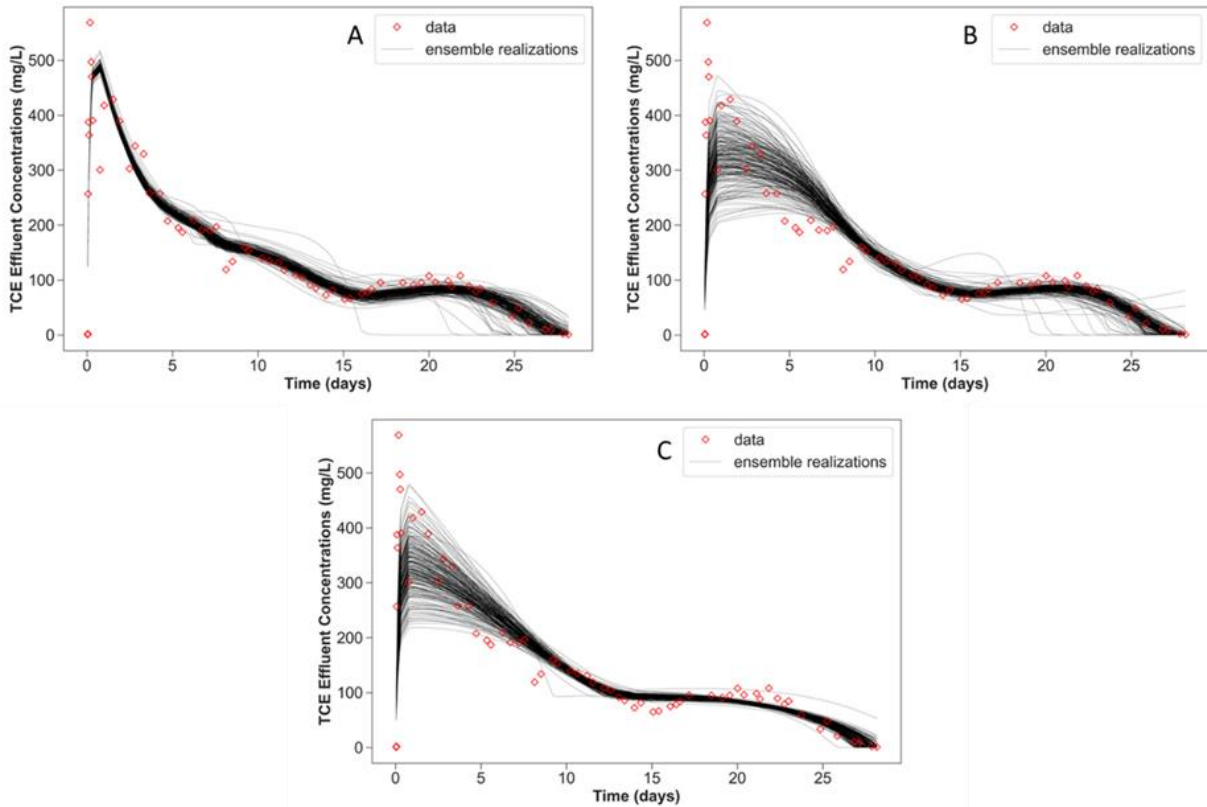 A
data
ensemble realizations
TCE Effluent Concentrations (mg/L)
500
400
300
200
100
0
0 5 10 15 20 25
Time (days)
B
data
ensemble realizations
TCE Effluent Concentrations (mg/L)
500
400
300
200
100
0
0 5 10 15 20 25
Time (days)
C
data
ensemble realizations
TCE Effluent Concentrations (mg/L)
500
400
300
200
100
0
0 5 10 15 20 25
Time (days)